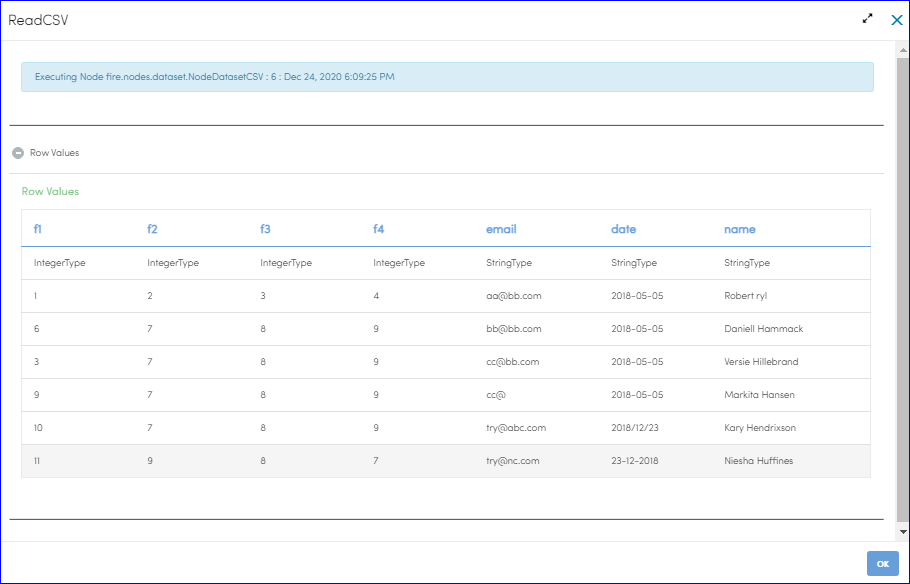 ReadCSV
Executing Node fire.nodes.dataset.NodeDatasetCSV : 6 : Dec 24, 2020 6:09:25 PM
Row Values
Row Values
f1 f2 f3 f4 email date name
IntegerType IntegerType IntegerType IntegerType StringType StringType StringType
1 2 3 4 aa@bb.com 2018-05-05 Robert ryl
6 7 8 9 bb@bb.com 2018-05-05 Daniell Hammack
3 7 8 9 cc@bb.com 2018-05-05 Versie Hillebrand
9 7 8 9 cc@ 2018-05-05 Markita Hansen
10 7 8 9 try@abc.com 2018/12/23 Kary Hendrixson
11 9 8 7 try@nc.com 23-12-2018 Niesha Huffines
OK